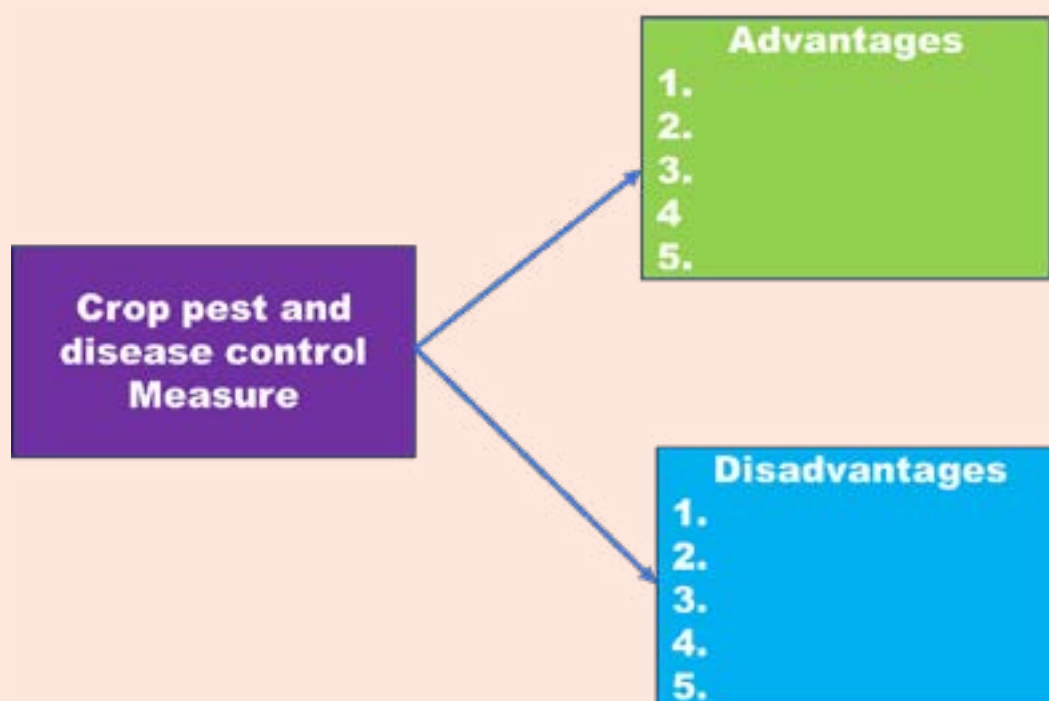 Crop pest and
disease control
Measure
Advantages
1.
2.
3.
4
5.
Disadvantages
1.
2.
3.
4.
5.